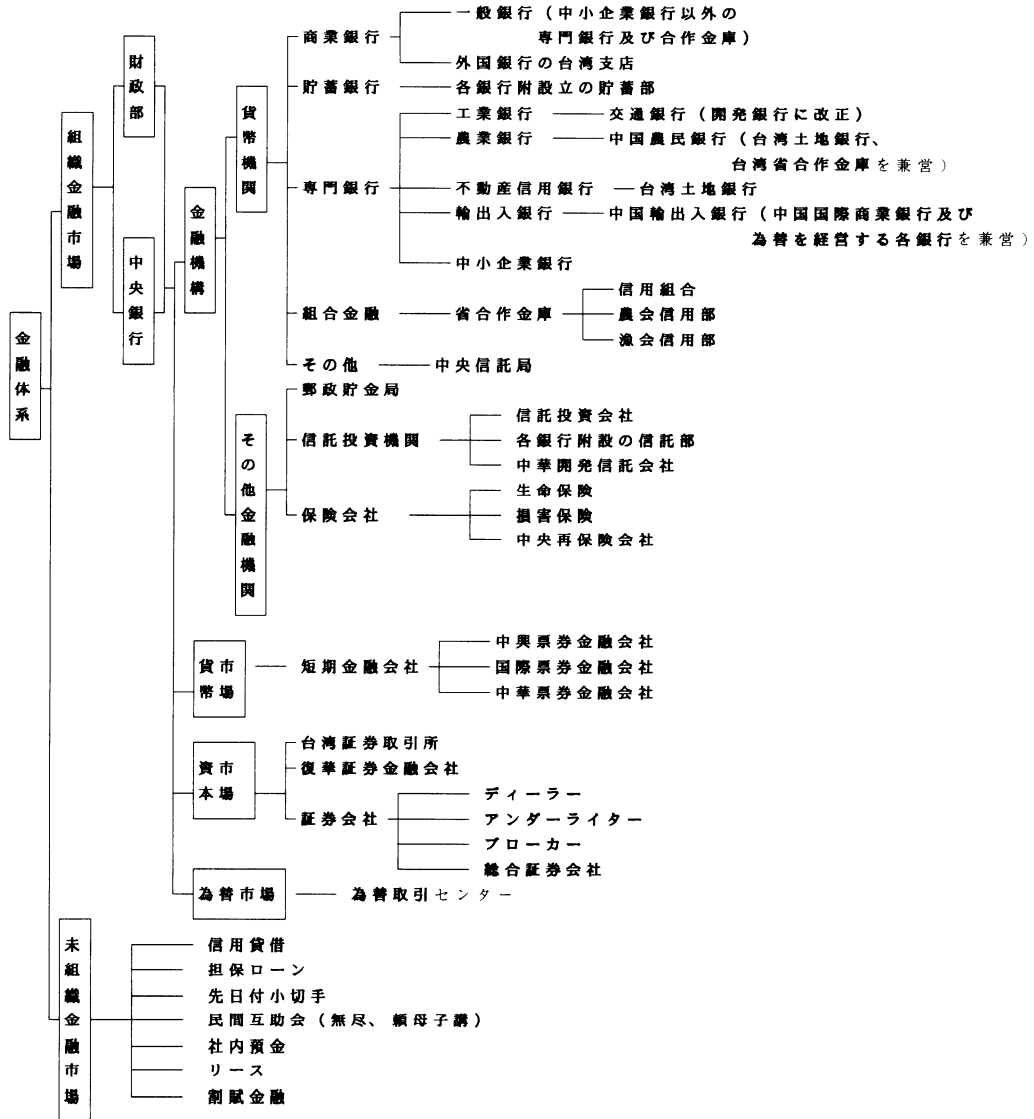 金融体系
組織金融市場
財政部
中央銀行
金融機構
貨幣機関
商業銀行
一般銀行（中小企業銀行以外の
専門銀行及び合作金庫）
外国銀行の台湾支店
貯蓄銀行
各銀行附設立の貯蓄部
専門銀行
工業銀行
交通銀行（開発銀行に改正）
農業銀行
中国農民銀行（台湾土地銀行、
台湾省合作金庫を兼営）
不動産信用銀行
台湾土地銀行
輸出入銀行
中国輸出入銀行（中国国際商業銀行及び
為替を経営する各銀行を兼営）
中小企業銀行
組合金融
省合作金庫
信用組合
農会信用部
漁会信用部
その他
中央信託局
その他金融機関
郵政貯金局
信託投資機関
信託投資会社
各銀行附設の信託部
中華開発信託会社
保険会社
生命保険
損害保険
中央再保険会社
貨幣市場
短期金融会社
中興票券金融会社
国際票券金融会社
中華票券金融会社
資本市場
台湾証券取引所
復華証券金融会社
証券会社
ディーラー
アンダーライター
ブローカー
総合証券会社
為替市場
為替取引センター
未組織金融市場
信用貸借
担保ローン
先日付小切手
民間互助会（無尽、頼母子講）
社内預金
リース
割賦金融